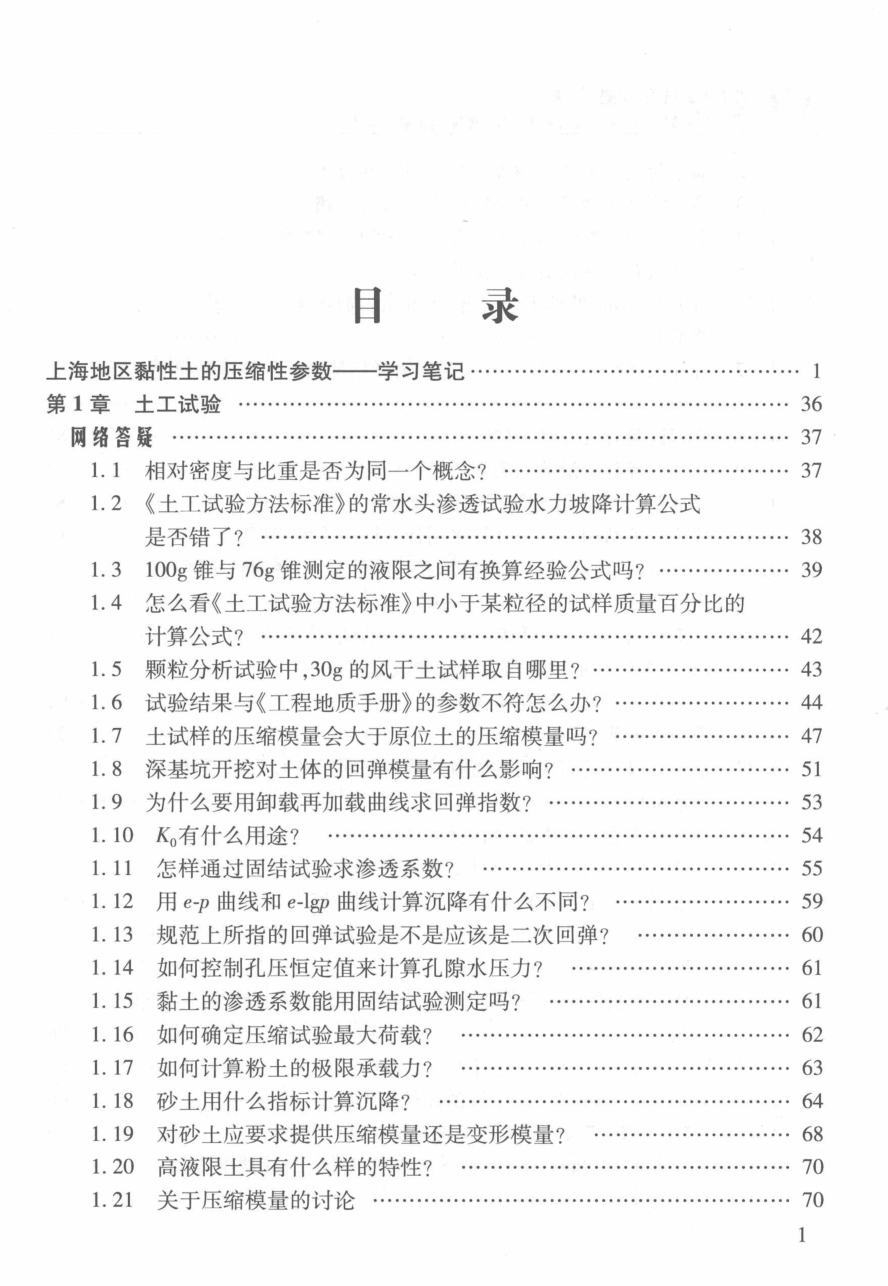 目 录
上海地区黏性土的压缩性参数——学习笔记 …………………………………………… 1
第1章 土工试验 …………………………………………………………………… 36
网络答疑 ……………………………………………………………………………… 37
1.1 相对密度与比重是否为同一个概念? ………………………………… 37
1.2 《土工试验方法标准》的常水头渗透试验水力坡降计算公式
是否错了? ………………………………………………………………… 38
1.3 100g 锥与 76g 锥测定的液限之间有换算经验公式吗? ……………… 39
1.4 怎么看《土工试验方法标准》中小于某粒径的试样质量百分比的
计算公式? ………………………………………………………………… 42
1.5 颗粒分析试验中,30g 的风干土试样取自哪里? ……………………… 43
1.6 试验结果与《工程地质手册》的参数不符怎么办? …………………… 44
1.7 土试样的压缩模量会大于原位土的压缩模量吗? …………………… 47
1.8 深基坑开挖对土体的回弹模量有什么影响? ………………………… 51
1.9 为什么要用卸载再加载曲线求回弹指数? …………………………… 53
1.10 K₀有什么用途? ………………………………………………………… 54
1.11 怎样通过固结试验求渗透系数? ……………………………………… 55
1.12 用 e-p 曲线和 e-lgp 曲线计算沉降有什么不同? …………………… 59
1.13 规范上所指的回弹试验是不是应该是二次回弹? ………………… 60
1.14 如何控制孔压恒定值来计算孔隙水压力? ………………………… 61
1.15 黏土的渗透系数能用固结试验测定吗? …………………………… 61
1.16 如何确定压缩试验最大荷载? ……………………………………… 62
1.17 如何计算粉土的极限承载力? ……………………………………… 63
1.18 砂土用什么指标计算沉降? ………………………………………… 64
1.19 对砂土应要求提供压缩模量还是变形模量? ……………………… 68
1.20 高液限土具有什么样的特性? ……………………………………… 70
1.21 关于压缩模量的讨论 ………………………………………………… 70
1